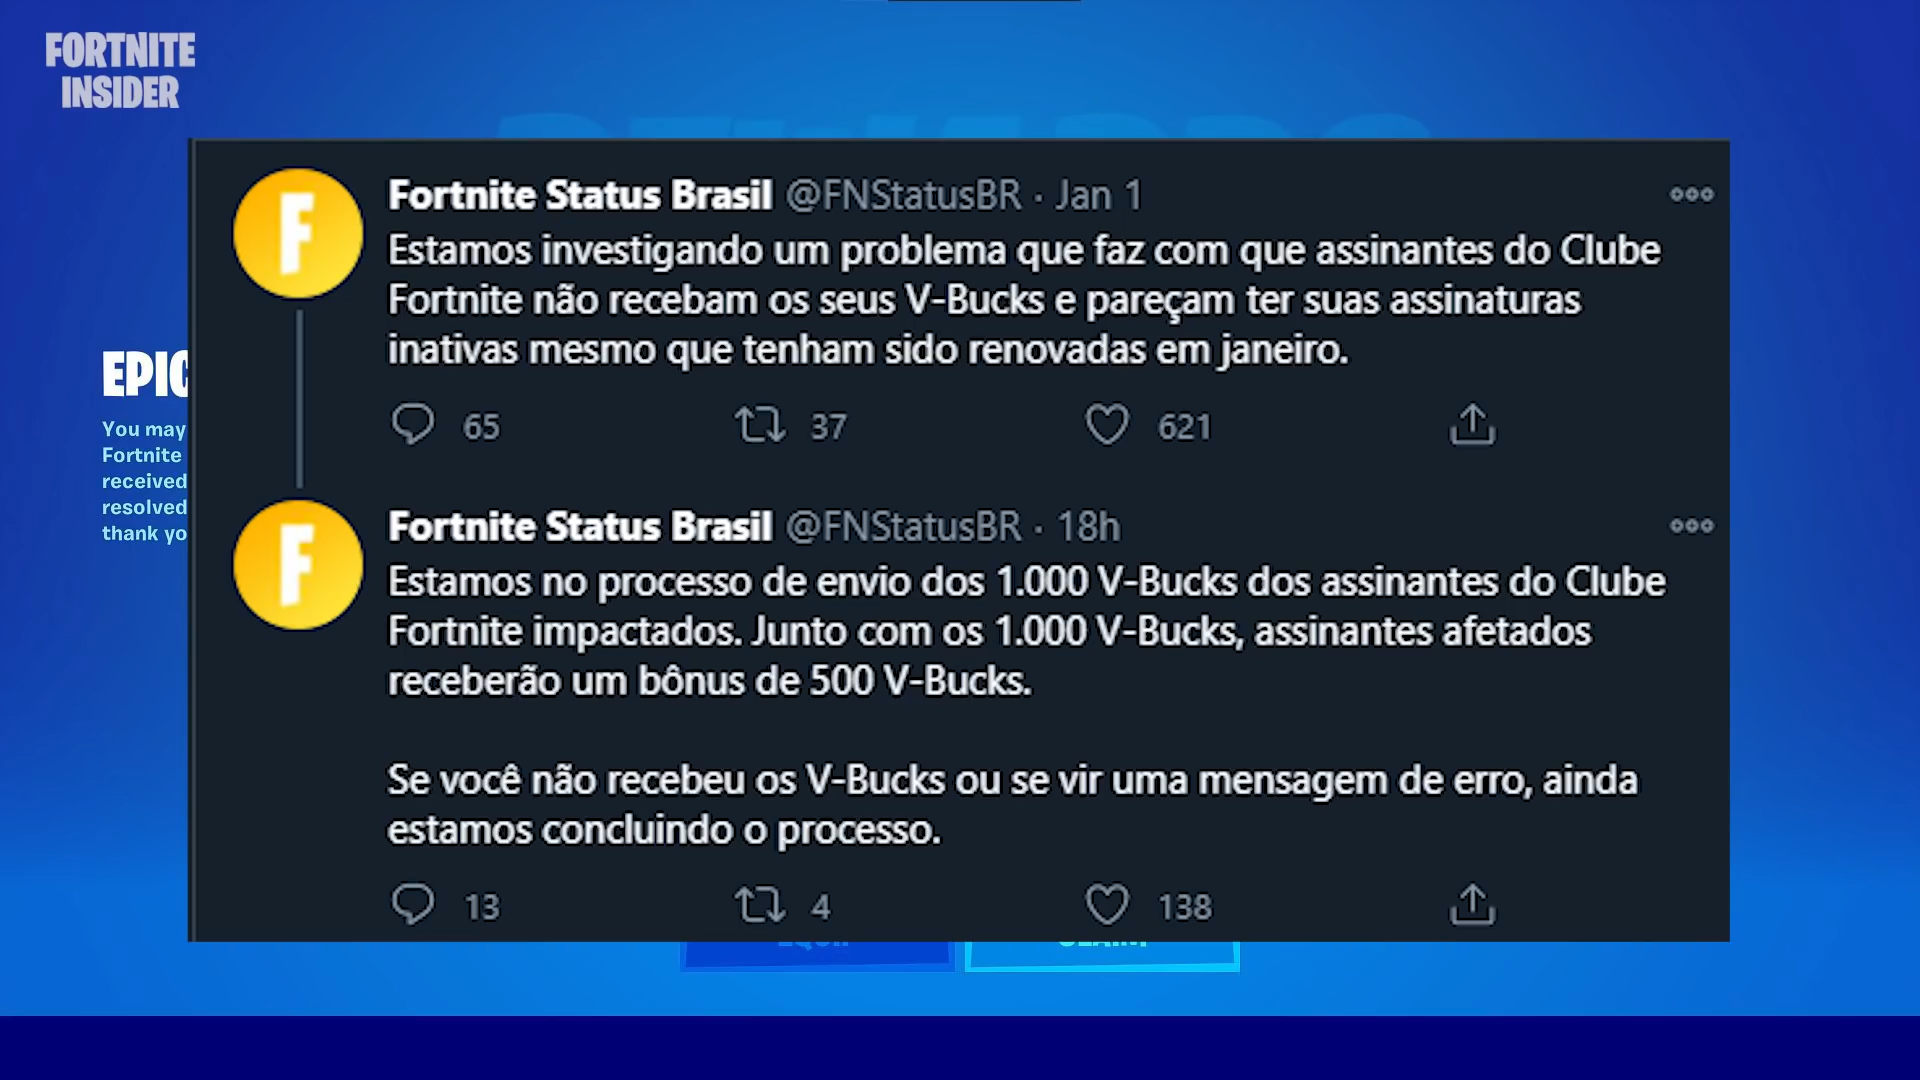 FORTNITE
INSIDER
REWARDS
EPIC
You may
Fortnite
received
resolved
thank yo
Fortnite Status Brasil @FNStatusBR · Jan 1
Estamos investigando um problema que faz com que assinantes do Clube
Fortnite não recebam os seus V-Bucks e pareçam ter suas assinaturas
inativas mesmo que tenham sido renovadas em janeiro.
65 37 621
Fortnite Status Brasil @FNStatusBR · 18h
Estamos no processo de envio dos 1.000 V-Bucks dos assinantes do Clube
Fortnite impactados. Junto com os 1.000 V-Bucks, assinantes afetados
receberão um bônus de 500 V-Bucks.
Se você não recebeu os V-Bucks ou se vir uma mensagem de erro, ainda
estamos concluindo o processo.
13 4 138
CLAIM